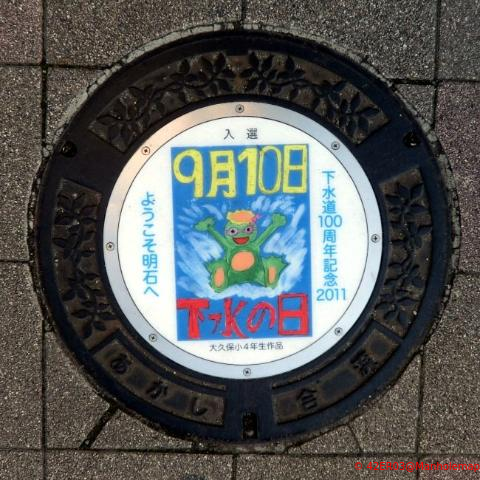 入選
9月10日
下水道100周年記念2011
ようこそ明石へ
下水の日
大久保小4年生作品
あかし
合流